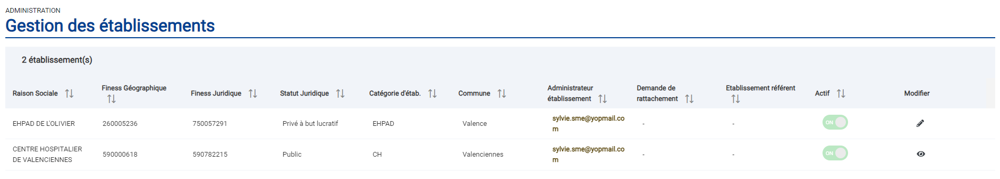 ADMINISTRATION
Gestion des établissements
2 établissement(s)
Raison Sociale Finess Géographique Finess Juridique Statut Juridique Catégorie d'étab. Commune Administrateur établissement Demande de rattachement Etablissement référent Actif Modifier
EHPAD DE L'OLIVIER 260005236 750057291 Privé à but lucratif EHPAD Valence sylvie.sme@yopmail.co
m - - ON
CENTRE HOSPITALIER
DE VALENCIENNES 590000618 590782215 Public CH Valenciennes sylvie.sme@yopmail.co
m - - ON